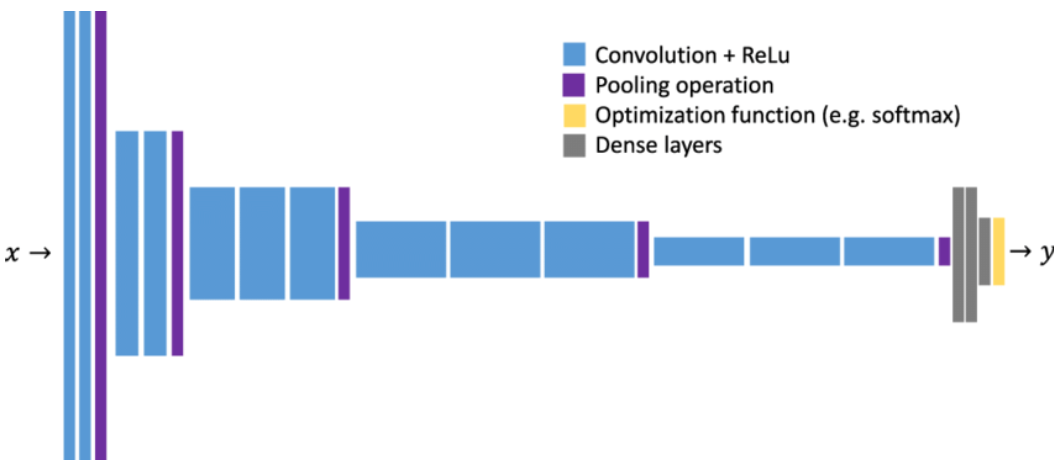 Convolution + ReLu
Pooling operation
Optimization function (e.g. softmax)
Dense layers
x →
→ y